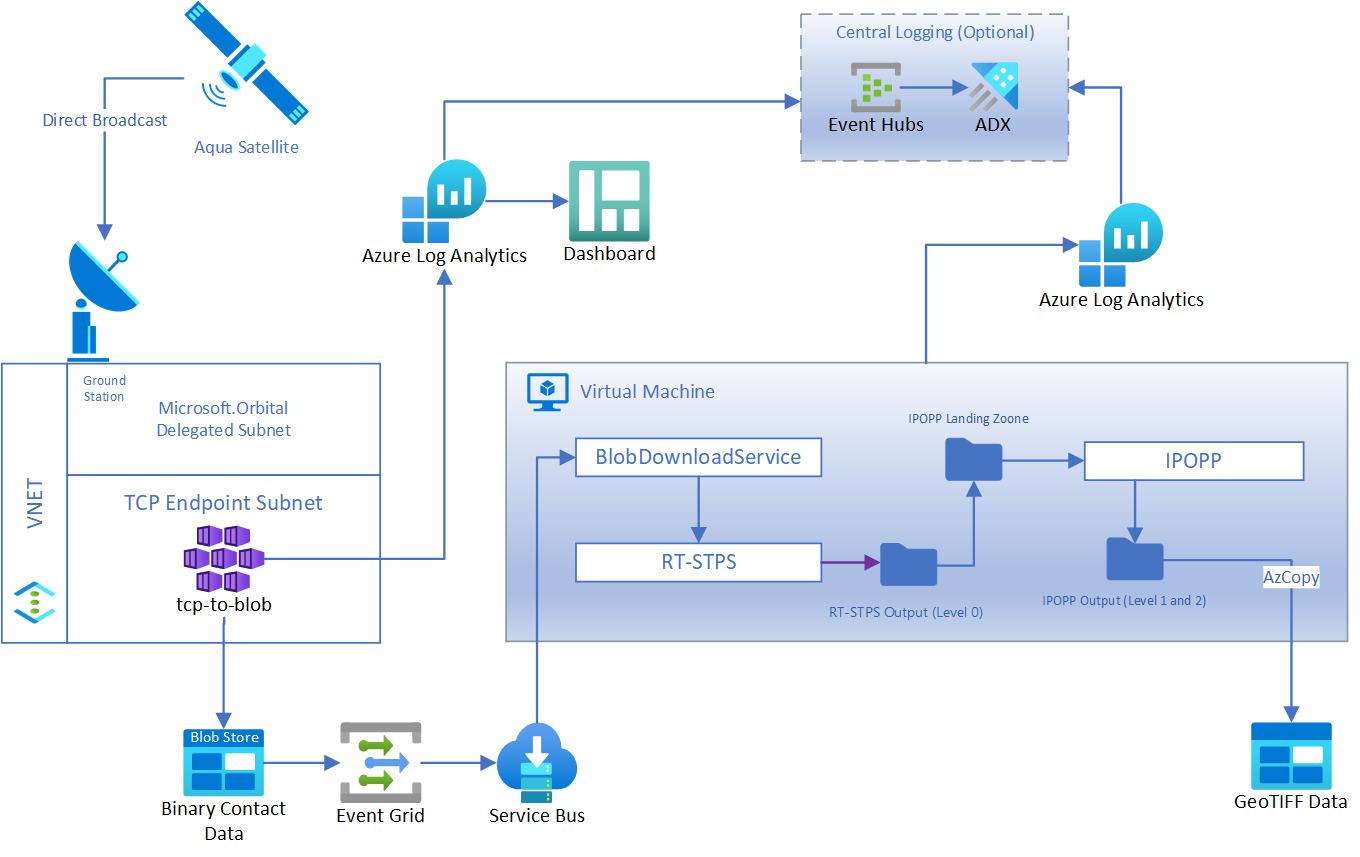 Central Logging (Optional)
Event Hubs
ADX
Direct Broadcast
Aqua Satellite
Azure Log Analytics
Dashboard
Azure Log Analytics
Ground
Station
Microsoft.Orbital
Delegated Subnet
VNET
TCP Endpoint Subnet
tcp-to-blob
Virtual Machine
IPOPP Landing Zoone
BlobDownloadService
IPOPP
RT-STPS
RT-STPS Output (Level 0)
IPOPP Output (Level 1 and 2)
AzCopy
Blob Store
Binary Contact
Data
Event Grid
Service Bus
GeoTIFF Data